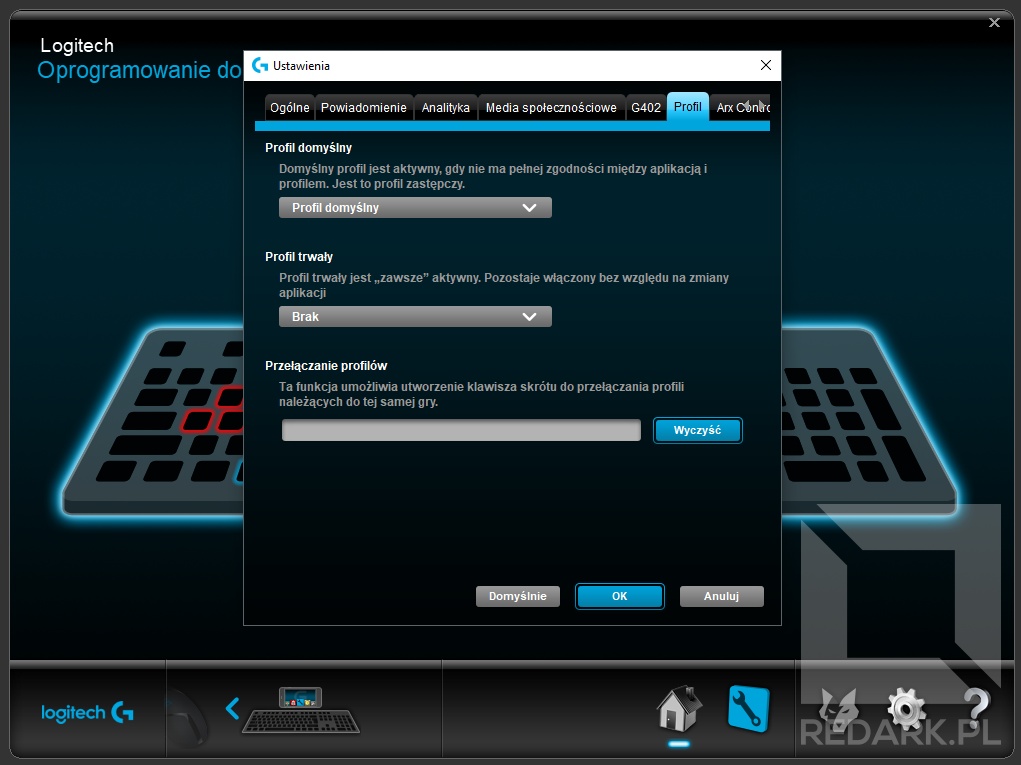 Logitech
Oprogramowanie do
Ustawienia
Ogólne
Powiadomienie
Analityka
Media społecznościowe
G402
Profil
Arx Contro
Profil domyślny
Domyślny profil jest aktywny, gdy nie ma pełnej zgodności między aplikacją i
profilem. Jest to profil zastępczy.
Profil domyślny
Profil trwały
Profil trwały jest „zawsze” aktywny. Pozostaje włączony bez względu na zmiany
aplikacji
Brak
Przełączanie profilów
Ta funkcja umożliwia utworzenie klawisza skrótu do przełączania profili
należących do tej samej gry.
Wyczyść
Domyślnie
OK
Anuluj
logitech
?
REDARK.PL